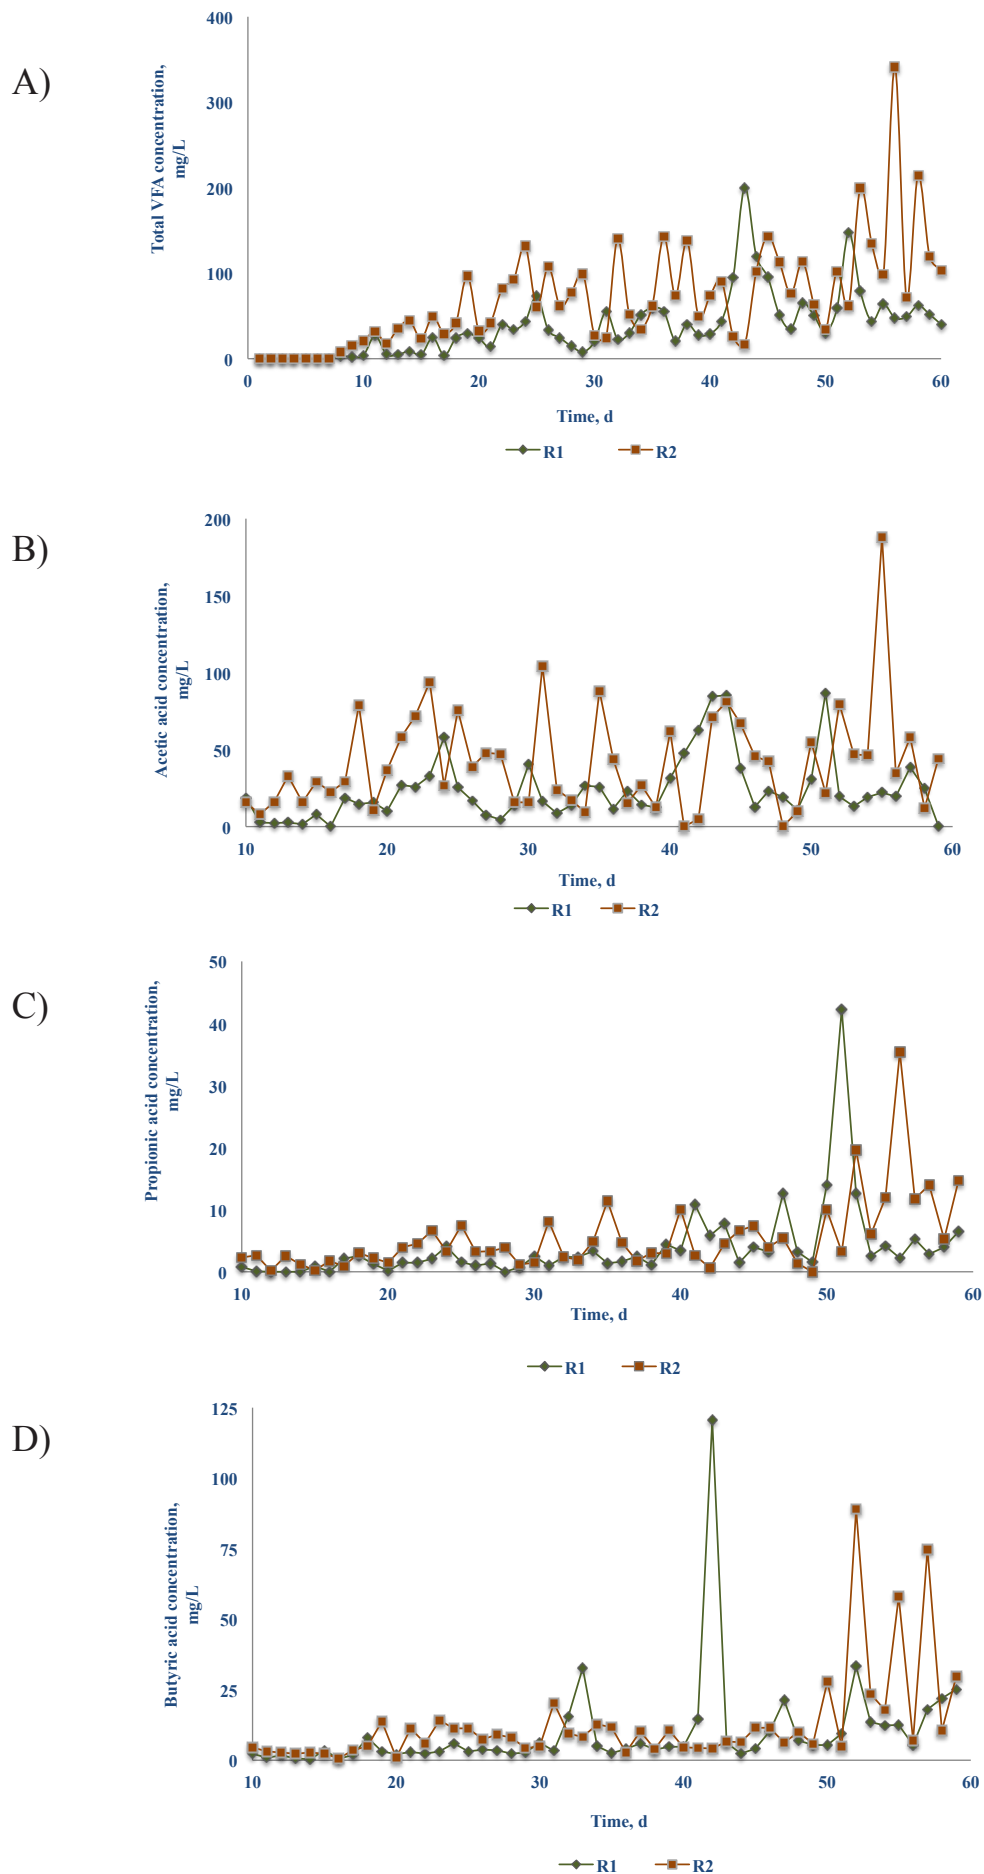 A)
Total VFA concentration,
mg/L
400
300
200
100
0
0 10 20 30 40 50 60
Time, d
R1 R2
B)
Acetic acid concentration,
mg/L
200
150
100
50
0
10 20 30 40 50 60
Time, d
R1 R2
C)
Propionic acid concentration,
mg/L
50
40
30
20
10
0
10 20 30 40 50 60
Time, d
R1 R2
D)
Butyric acid concentration,
mg/L
125
100
75
50
25
0
10 20 30 40 50 60
Time, d
R1 R2